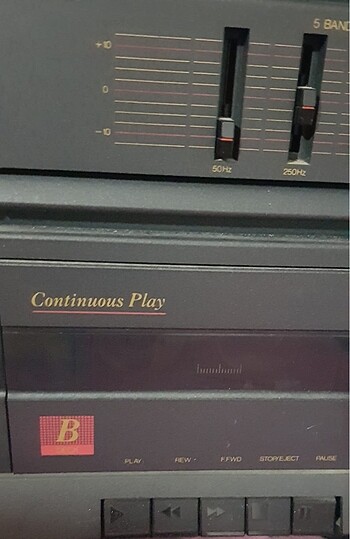 5 BAND
+10
0
-10
50Hz 250Hz
Continuous Play
B
PLAY REW F.FWD STOP/EJECT PAUSE